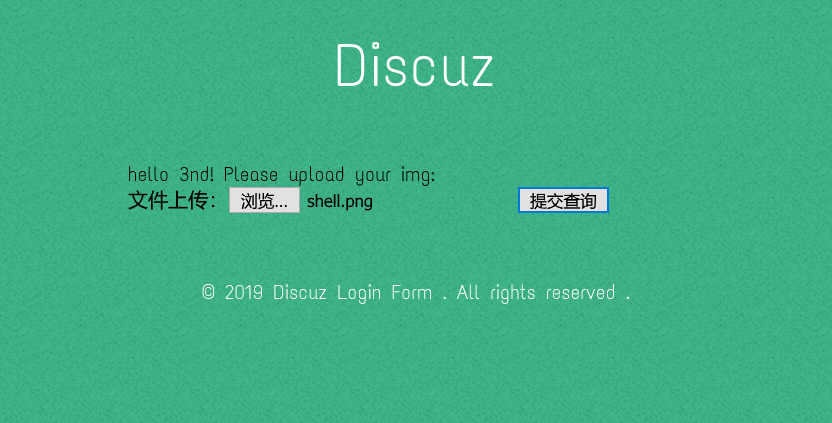 Discuz
hello 3nd! Please upload your img:
文件上传： 浏览... shell.png 提交查询
© 2019 Discuz Login Form . All rights reserved .